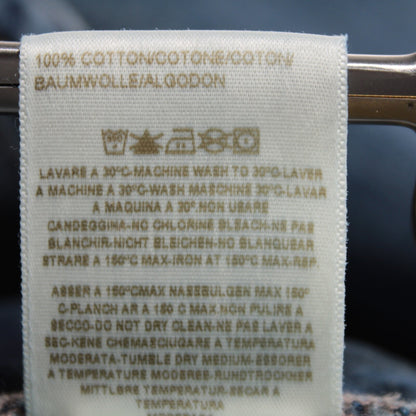 100% COTTON/COTONE/COTON/
BAUMWOLLE/ALGODON
LAVARE A 30°C-MACHINE WASH TO 30°C-LAVER
A MACHINE A 30°C-WASH MASCHINE 30°C-LAVAR
A MAQUINA A 30°.NON USARE
CANDEGGINA-NO CHLORINE BLEACH-NE PAS
BLANCHIR-NICHT BLEICHEN-NO BLANQUEAR
STRARE A 150°C MAX-IRON AT 150°C MAX-REP.
ASSER A 150°CMAX NASEBULGEN MAX 150°
C-PLANCH AR A 150 C MAX.NON PULIRE A
SECCO-DO NOT DRY CLEAN-NE PAS LAVER A
SEC-KEINE CHEMASCIUGARE A TEMPERATURA
MODERATA-TUMBLE DRY MEDIUM-ESSORER
A TEMPERATURE MODEREE-RUNDTROCKNER
MITTLORE TEMPERATUR-SECAR A
TEMPERATURA